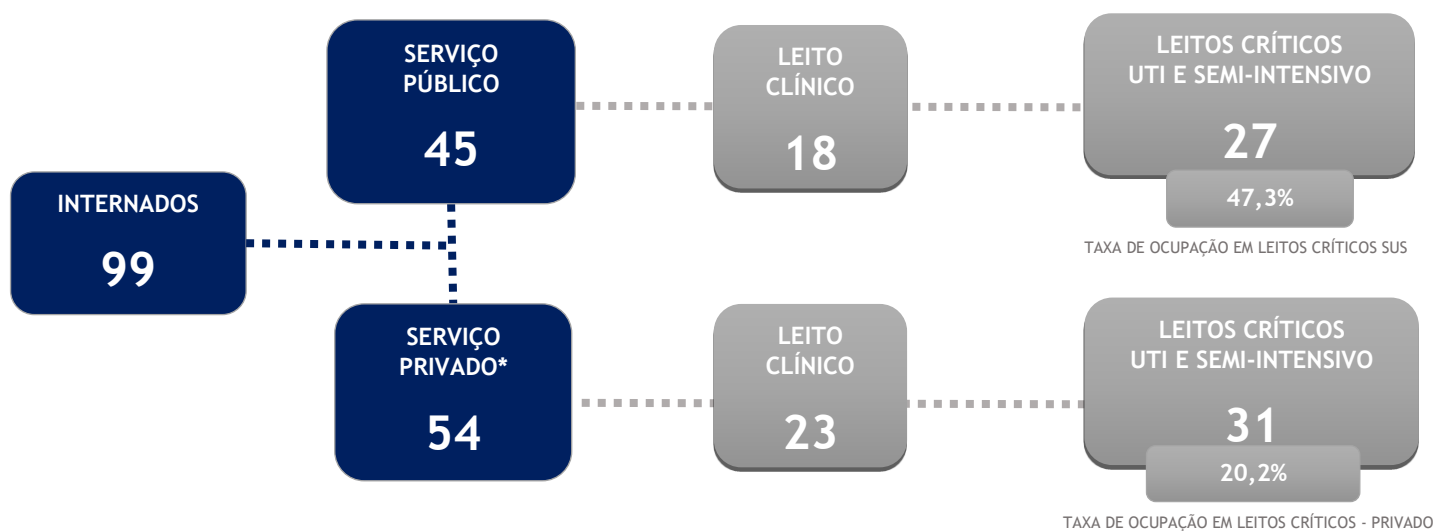 INTERNADOS
99
SERVIÇO
PÚBLICO
45
LEITO
CLÍNICO
18
LEITOS CRÍTICOS
UTI E SEMI-INTENSIVO
27
47,3%
TAXA DE OCUPAÇÃO EM LEITOS CRÍTICOS SUS
SERVIÇO
PRIVADO*
54
LEITO
CLÍNICO
23
LEITOS CRÍTICOS
UTI E SEMI-INTENSIVO
31
20,2%
TAXA DE OCUPAÇÃO EM LEITOS CRÍTICOS - PRIVADO